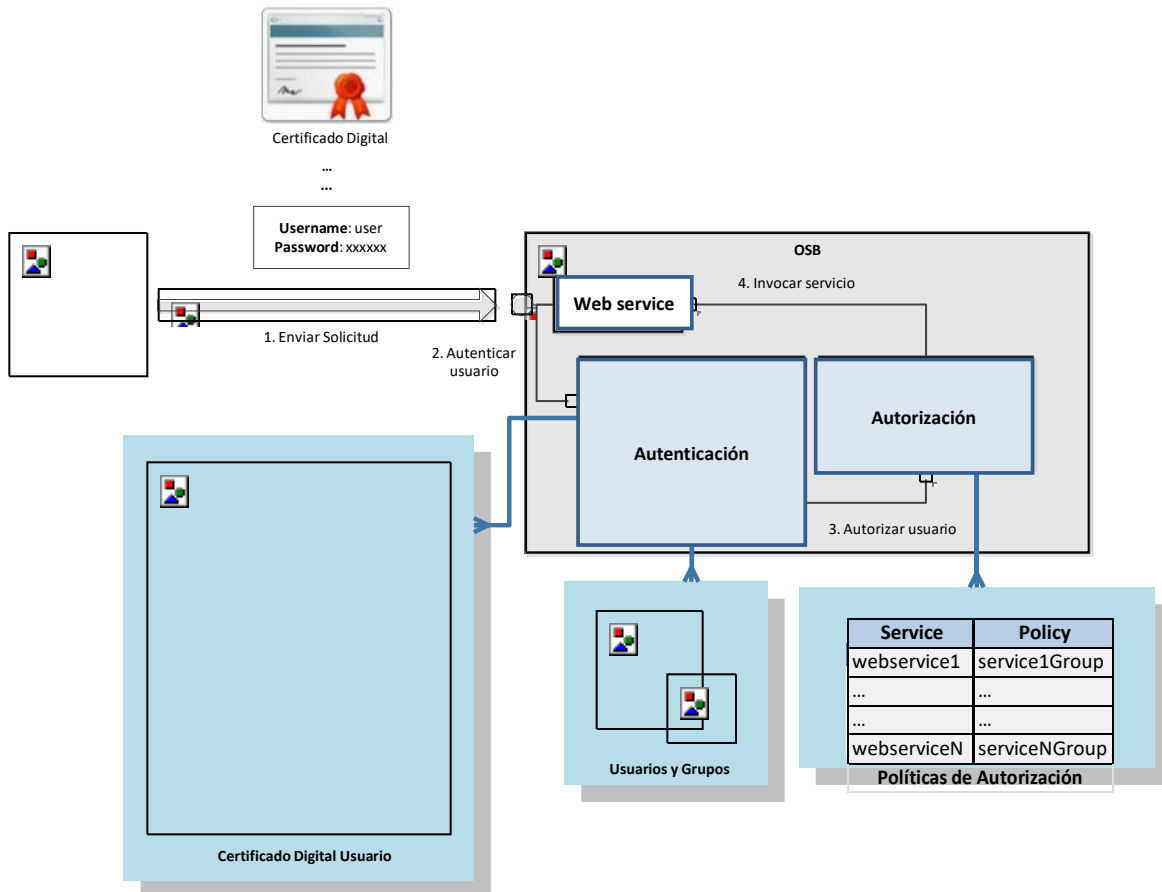 Certificado Digital
...
...
Username: user
Password: xxxxxx
OSB
4. Invocar servicio
Web service
1. Enviar Solicitud
2. Autenticar
usuario
Autorización
Autenticación
3. Autorizar usuario
Service Policy
webservice1 service1Group
... ...
... ...
webserviceN serviceNGroup
Políticas de Autorización
Usuarios y Grupos
Certificado Digital Usuario